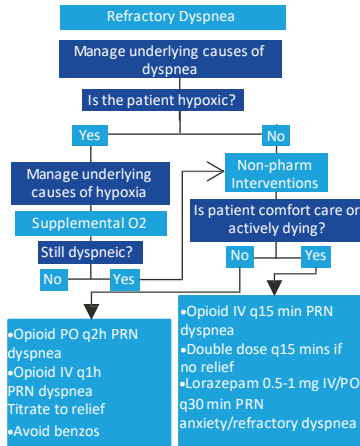 Refractory Dyspnea
Manage underlying causes of
dyspnea
Is the patient hypoxic?
Yes
No
Manage underlying
causes of hypoxia
Non-pharm
Interventions
Supplemental O2
Is patient comfort care or
actively dying?
Still dyspneic?
No
Yes
No
Yes
•Opioid PO q2h PRN
dyspnea
•Opioid IV q1h
PRN dyspnea
Titrate to relief
•Avoid benzos
•Opioid IV q15 min PRN
dyspnea
•Double dose q15 mins if
no relief
•Lorazepam 0.5-1 mg IV/PO
q30 min PRN
anxiety/refractory dyspnea